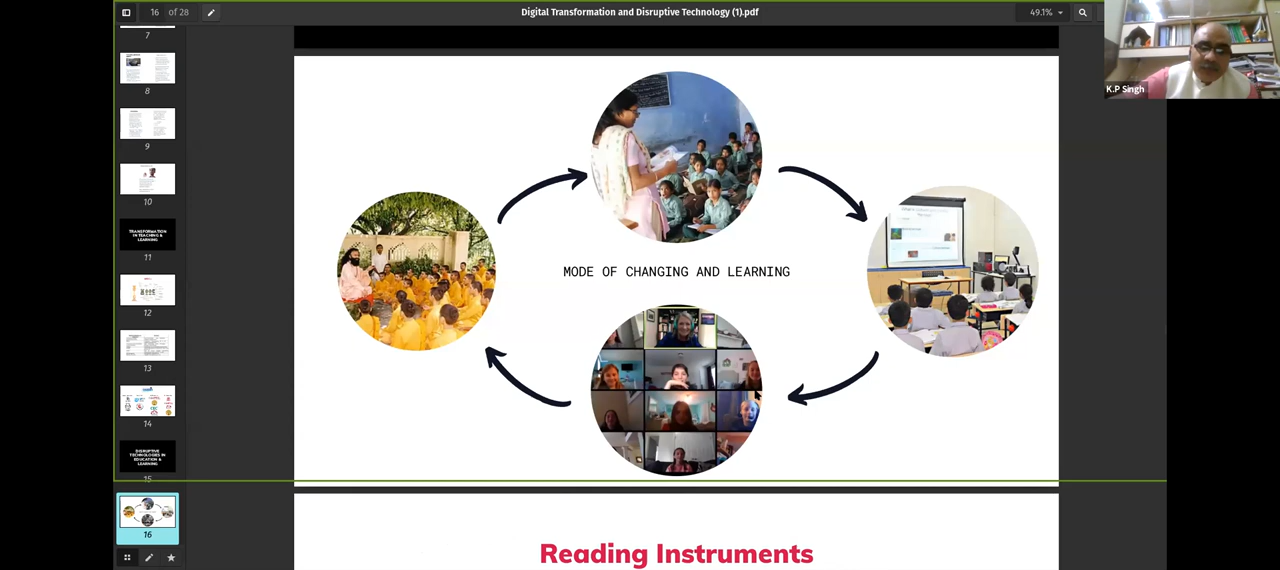 16 of 28
Digital Transformation and Disruptive Technology (1).pdf
49.1%
K.P Singh
7
8
9
10
TRANSFORMATION
IN TEACHING &
LEARNING
11
12
13
14
DISRUPTIVE
TECHNOLOGIES IN
EDUCATION &
LEARNING
15
16
MODE OF CHANGING AND LEARNING
Reading Instruments